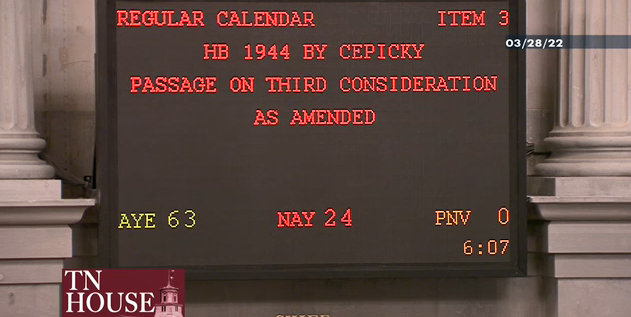 REGULAR CALENDAR ITEM 3
03/28/22
HB 1944 BY CEPICKY
PASSAGE ON THIRD CONSIDERATION
AS AMENDED
AYE 63 NAY 24 PNV 0
6:07
TN
HOUSE